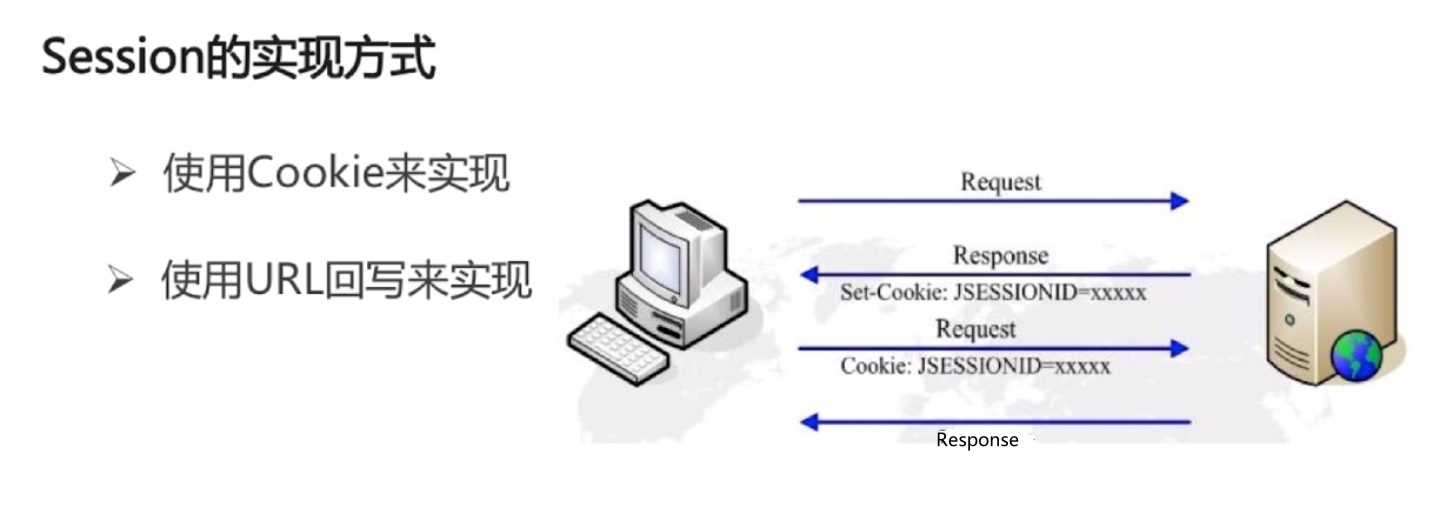 Session的实现方式
使用Cookie来实现
使用URL回写来实现
Request
Response
Set-Cookie: JSESSIONID=xxxxx
Request
Cookie: JSESSIONID=xxxxx
Response